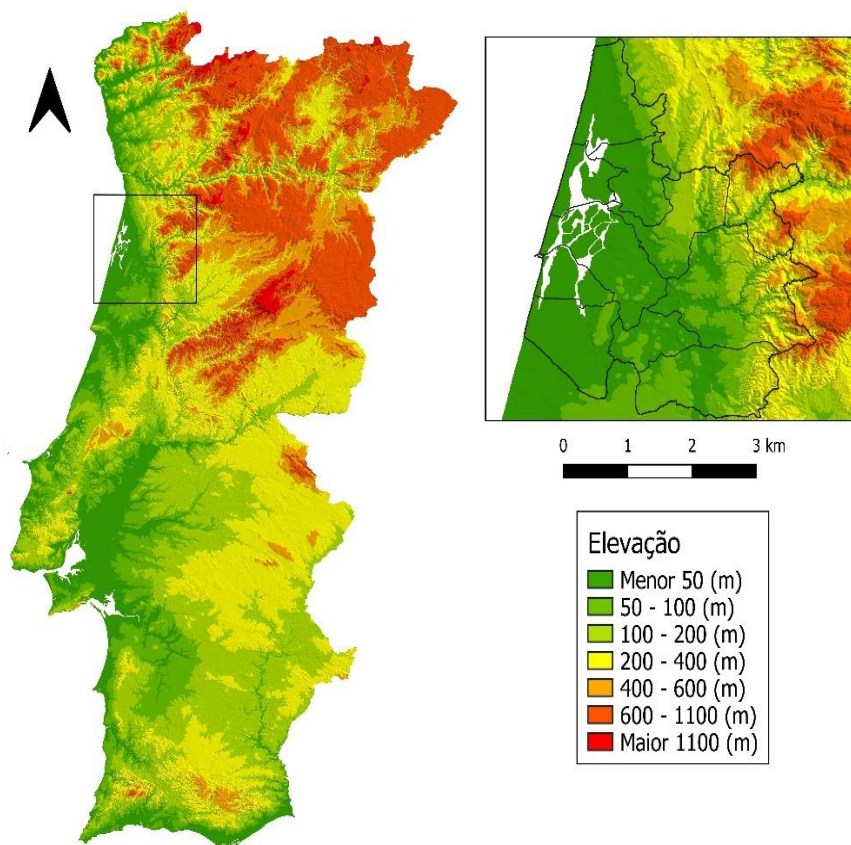 0 1 2 3 km
Elevação
Menor 50 (m)
50 - 100 (m)
100 - 200 (m)
200 - 400 (m)
400 - 600 (m)
600 - 1100 (m)
Maior 1100 (m)